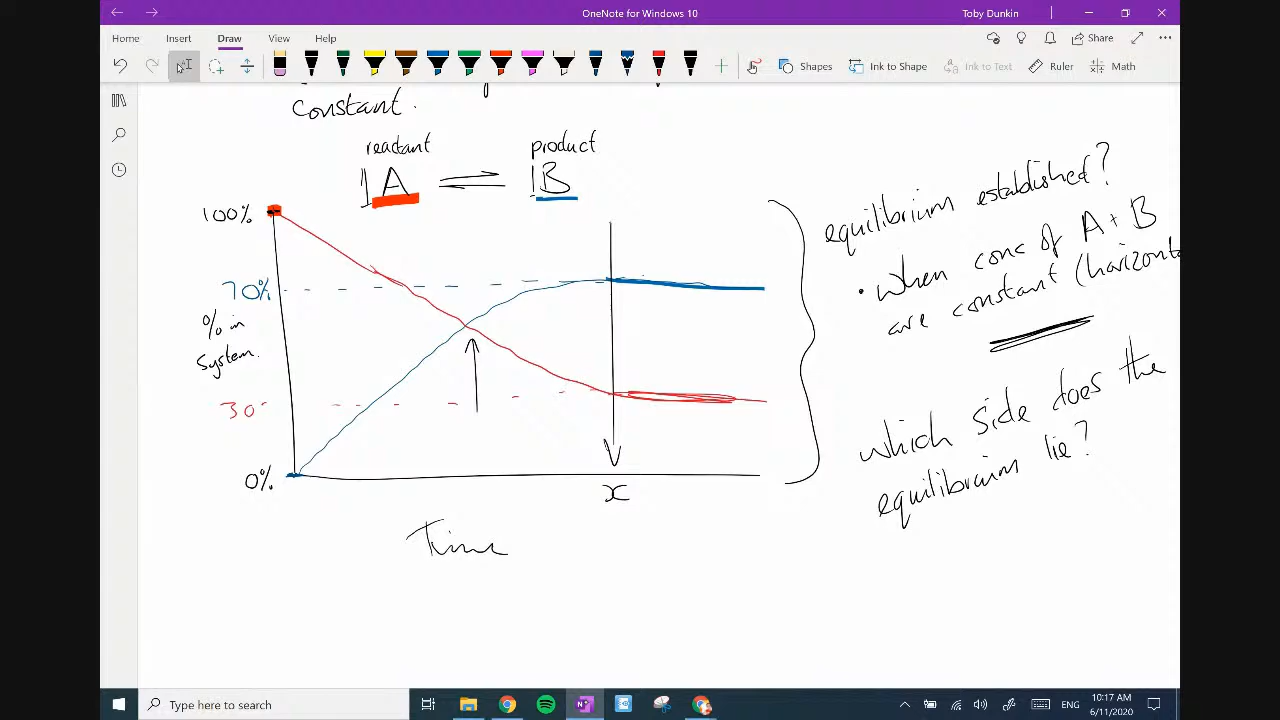 OneNote for Windows 10
Toby Dunkin
Home
Insert
Draw
View
Help
Share
Shapes
Ink to Shape
Ink to Text
Ruler
Math
Constant.
reactant
product
1A ⇌ 1B
100%
70%
% in
System.
30
0%
x
Time
equilibrium established?
• When conc of A + B
are constant (horizonta
which side does the
equilibrium lie?
Type here to search
ENG
10:17 AM
6/11/2020